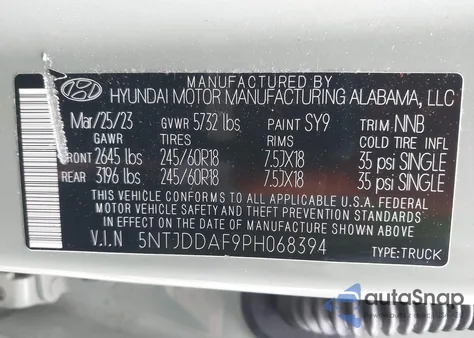 MANUFACTURED BY
HYUNDAI MOTOR MANUFACTURING ALABAMA, LLC
Mar/25/23 GVWR 5732 lbs PAINT SY9 TRIM NNB
GAWR TIRES RIMS COLD TIRE INFL
FRONT 2645 lbs 245/60R18 7.5JX18 35 psi SINGLE
REAR 3196 lbs 245/60R18 7.5JX18 35 psi SINGLE
THIS VEHICLE CONFORMS TO ALL APPLICABLE U.S.A. FEDERAL
MOTOR VEHICLE SAFETY AND THEFT PREVENTION STANDARDS
IN EFFECT ON THE DATE OF MANUFACTURE SHOWN ABOVE.
V.I.N 5NTJDDAF9PH068394 TYPE:TRUCK
autoSnap